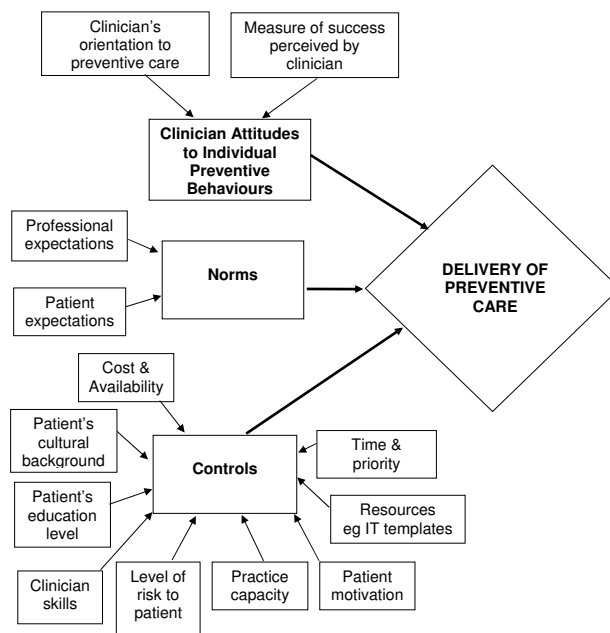 Clinician's
orientation to
preventive care
Measure of success
perceived by
clinician
Clinician Attitudes
to Individual
Preventive
Behaviours
Professional
expectations
Norms
Patient
expectations
DELIVERY OF
PREVENTIVE
CARE
Cost &
Availability
Patient's
cultural
background
Controls
Time &
priority
Patient's
education
level
Resources
eg IT templates
Clinician
skills
Level of
risk to
patient
Practice
capacity
Patient
motivation